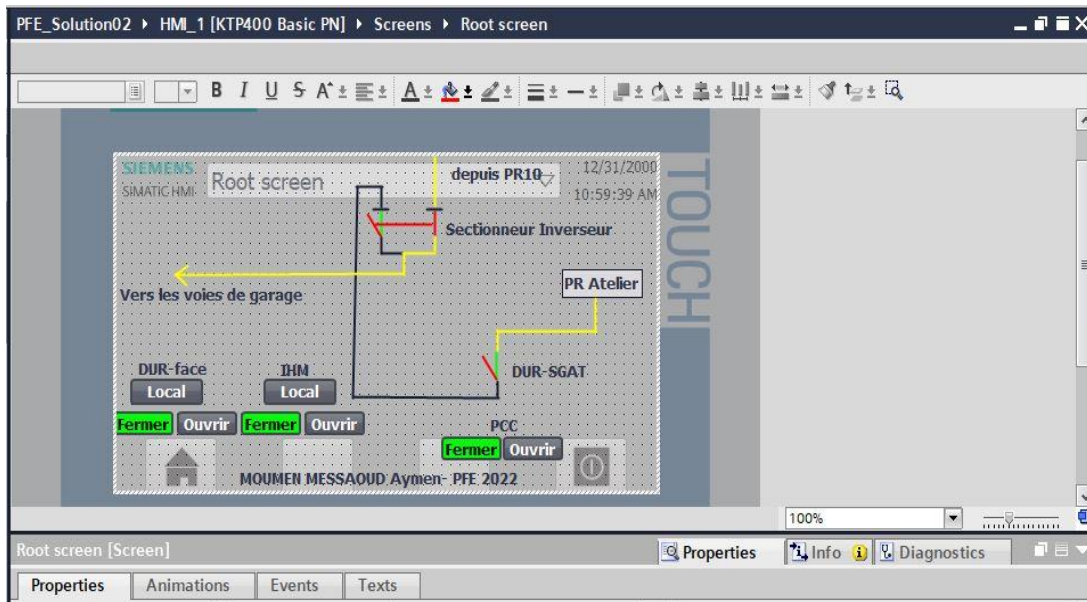 PFE_Solution02 ▸ HMI_1 [KTP400 Basic PN] ▸ Screens ▸ Root screen
B I U S A A
SIEMENS
SIMATIC HMI
Root screen
depuis PR10
12/31/2000
10:59:39 AM
TOUCH
Sectionneur Inverseur
PR Atelier
Vers les voies de garage
DUR-face IHM DUR-SGAT
Local Local
Fermer Ouvrir Fermer Ouvrir PCC
Fermer Ouvrir
MOUMEN MESSAOUD Aymen- PFE 2022
100%
Root screen [Screen] Properties Info Diagnostics
Properties Animations Events Texts